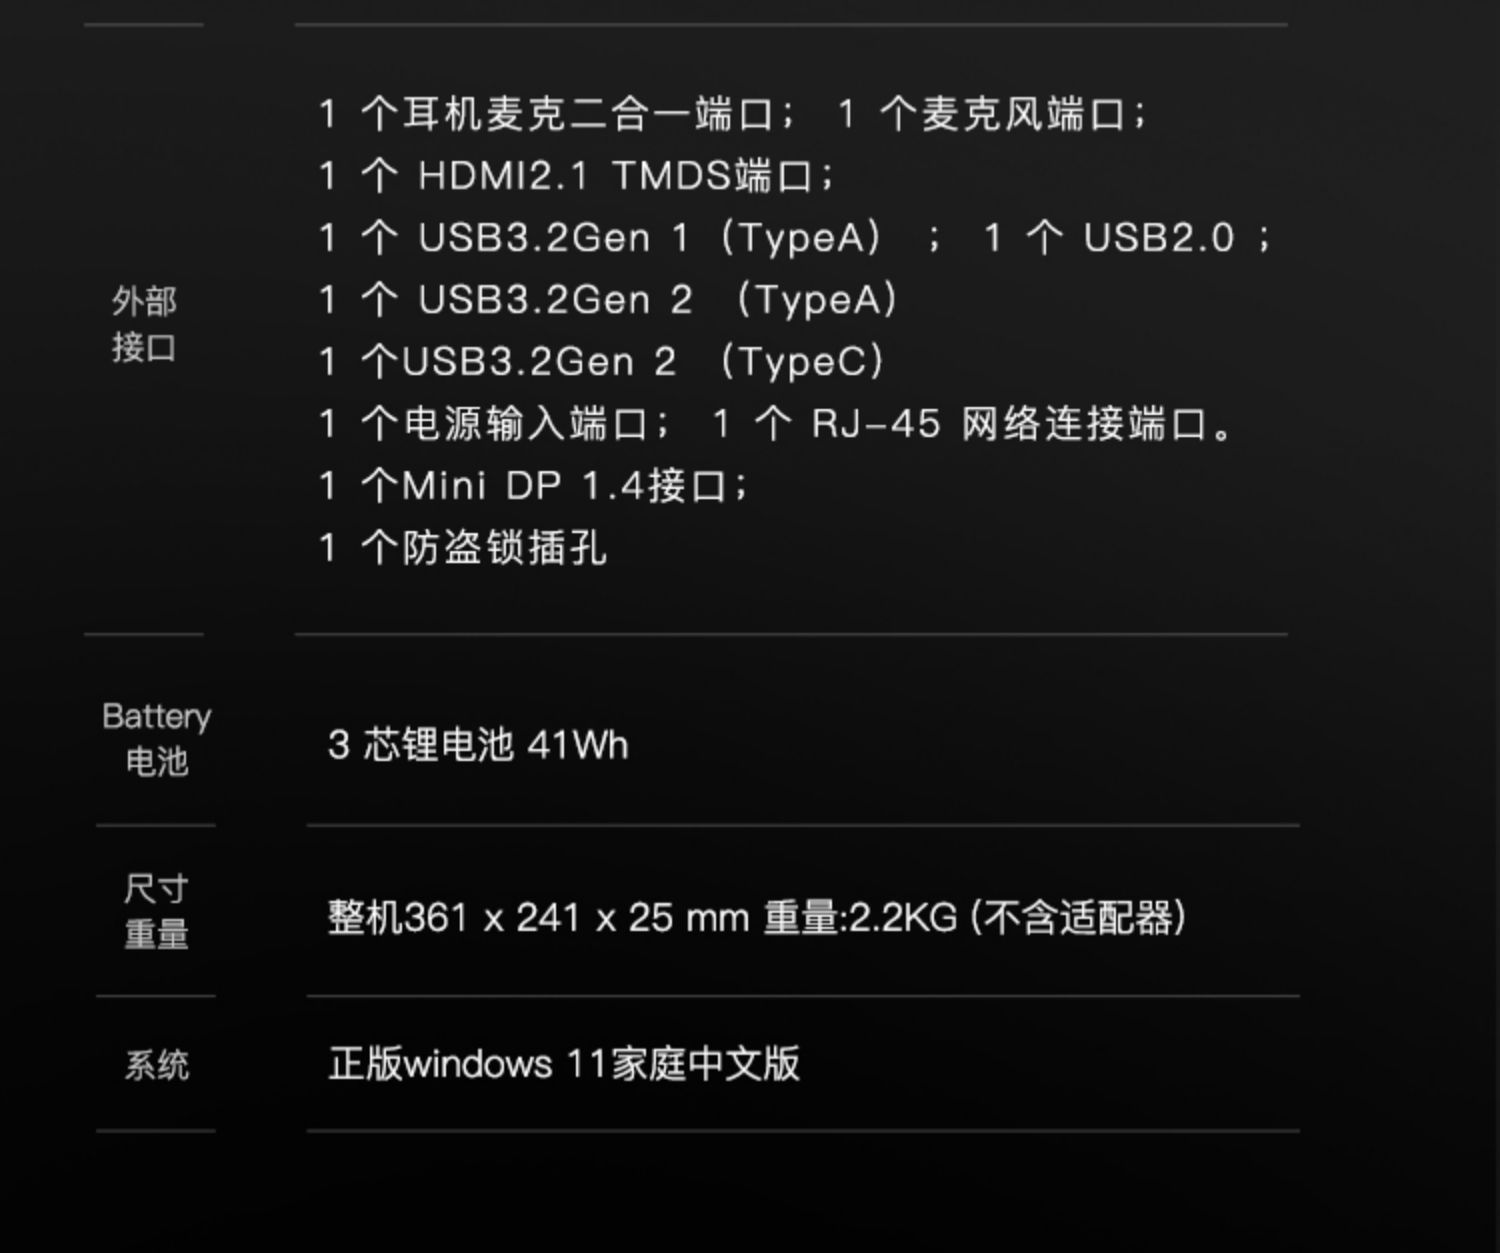 1 个耳机麦克二合一端口； 1 个麦克风端口；
1 个 HDMI2.1 TMDS端口；
1 个 USB3.2Gen 1（TypeA） ； 1 个 USB2.0 ；
1 个 USB3.2Gen 2 （TypeA）
外部
接口
1 个USB3.2Gen 2 （TypeC）
1 个电源输入端口； 1 个 RJ-45 网络连接端口。
1 个Mini DP 1.4接口；
1 个防盗锁插孔
Battery
电池
3 芯锂电池 41Wh
尺寸
重量
整机361 x 241 x 25 mm 重量:2.2KG (不含适配器)
系统
正版windows 11家庭中文版